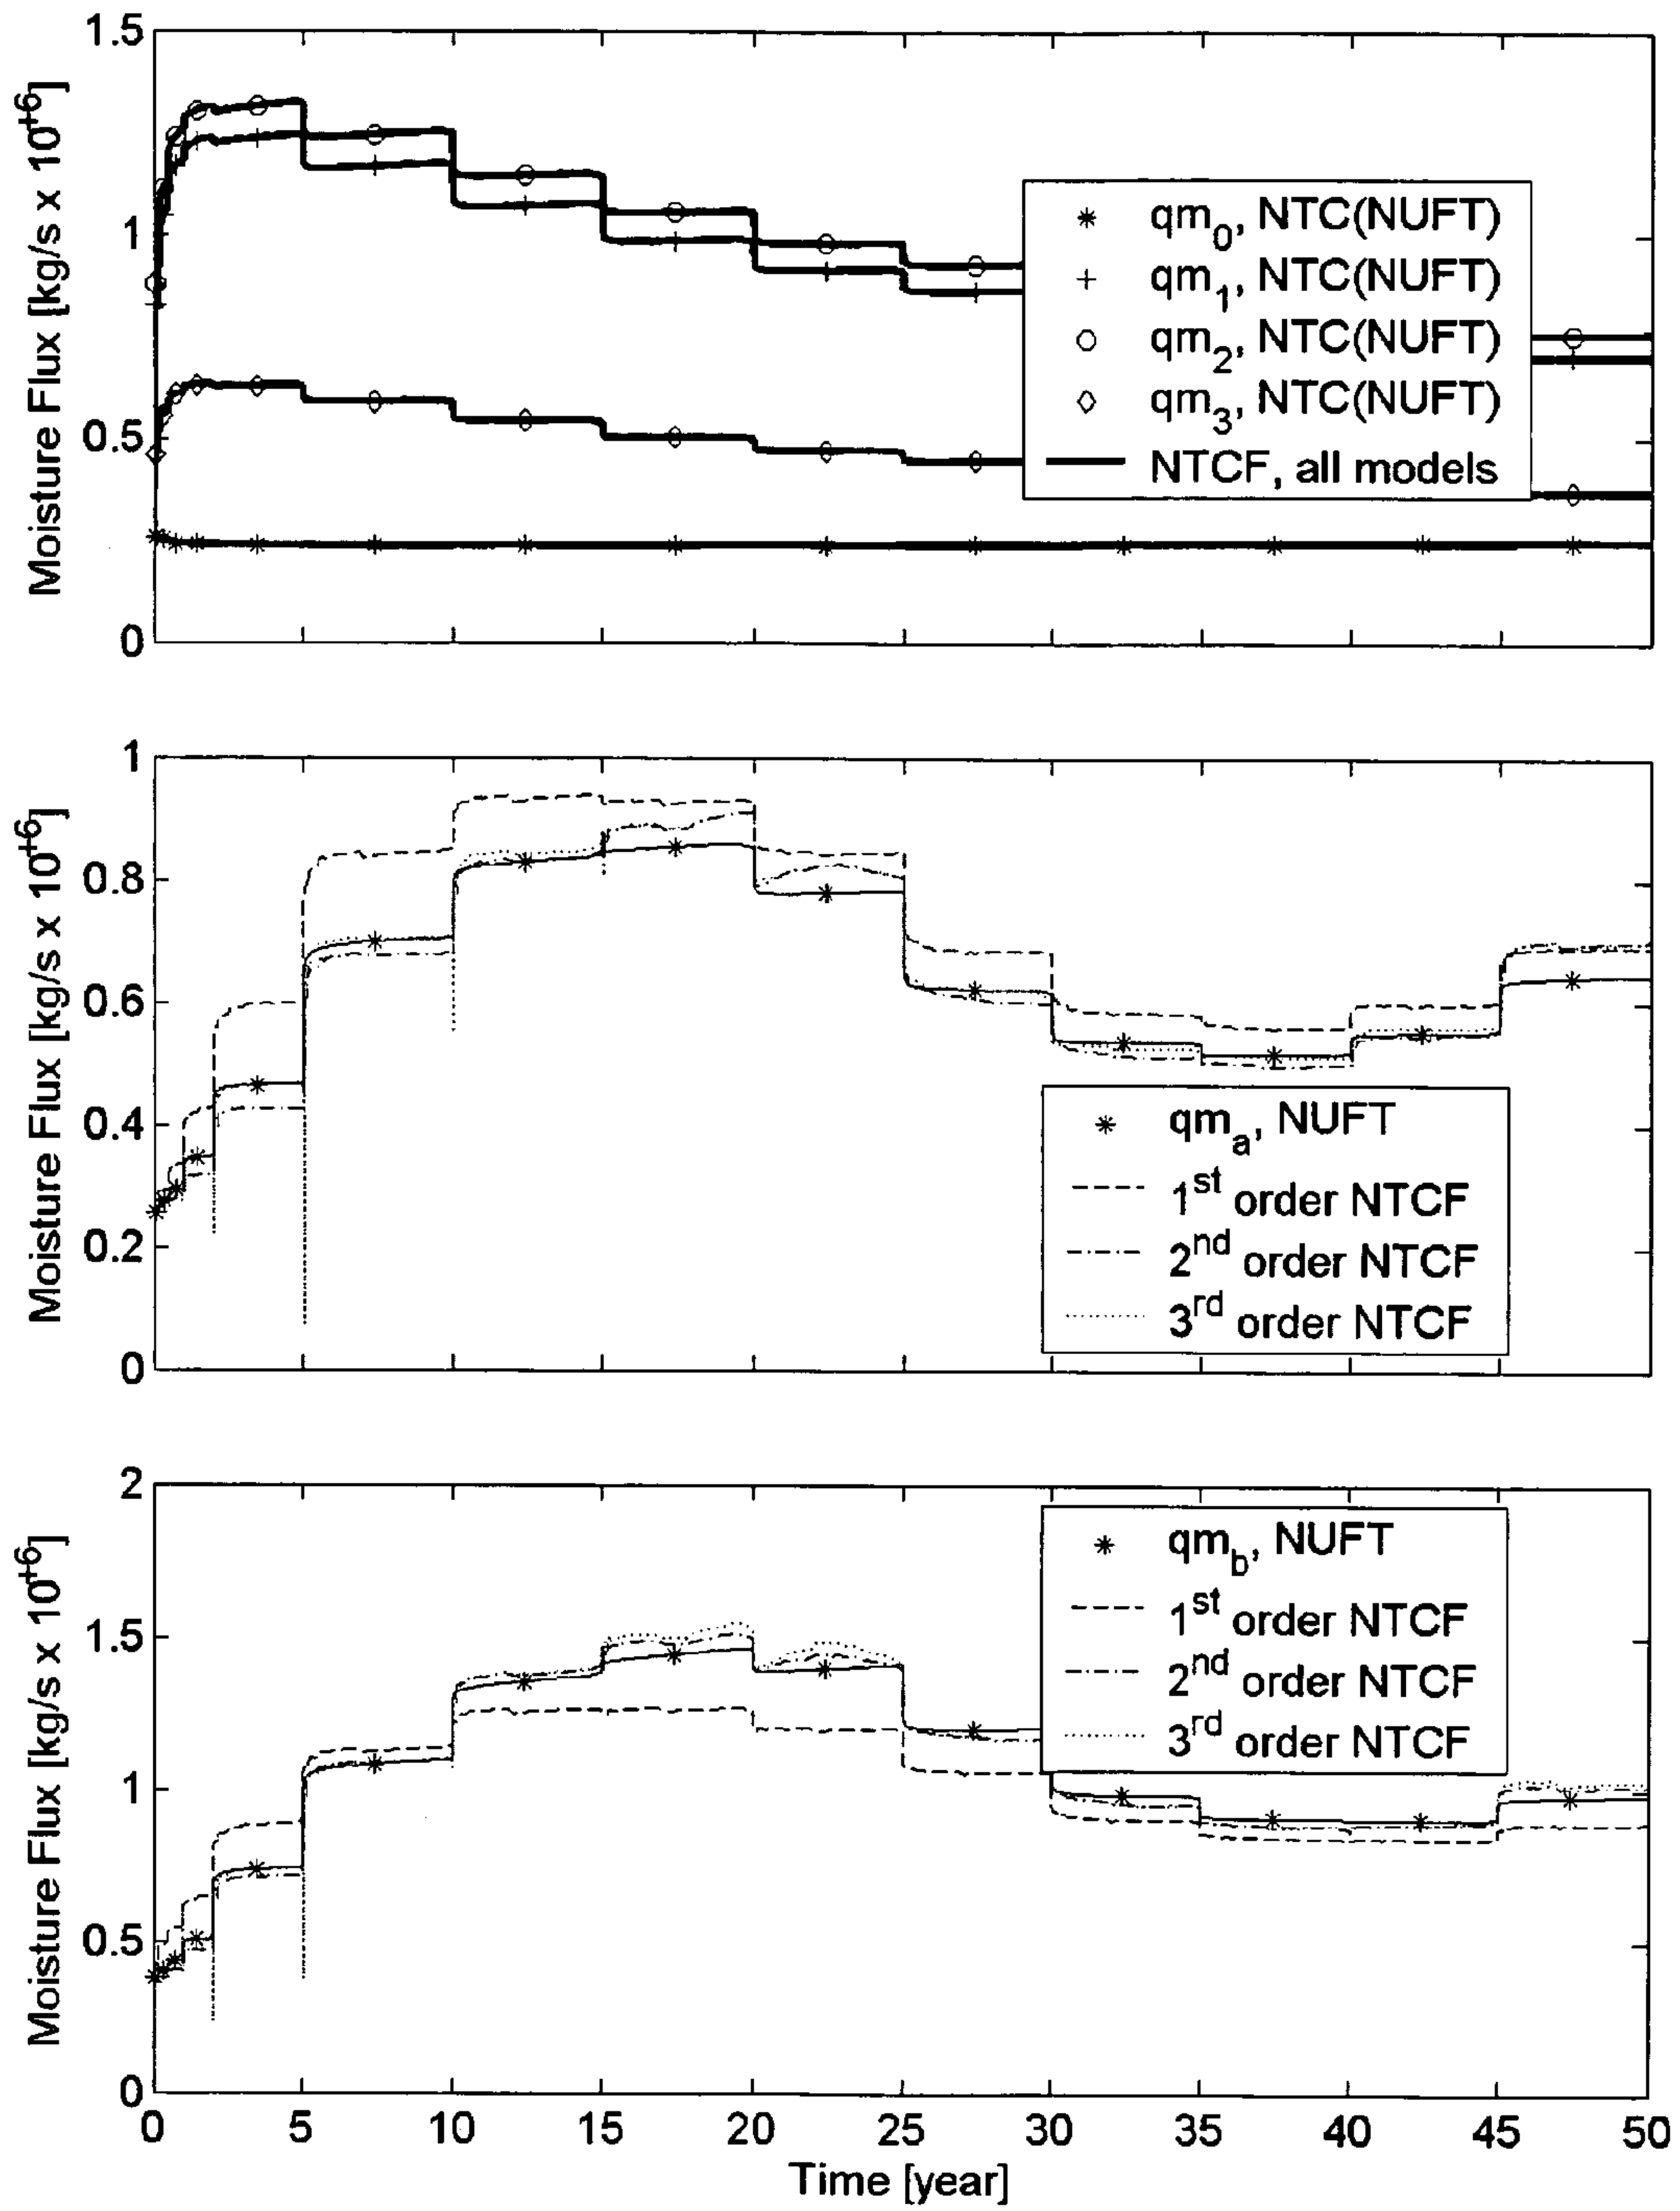 1.5
1
0.5
0
Moisture Flux [kg/s x 10+6]
qm0, NTC(NUFT)
qm1, NTC(NUFT)
qm2, NTC(NUFT)
qm3, NTC(NUFT)
NTCF, all models
1
0.8
0.6
0.4
0.2
0
Moisture Flux [kg/s x 10+6]
qma, NUFT
1st order NTCF
2nd order NTCF
3rd order NTCF
2
1.5
1
0.5
0
Moisture Flux [kg/s x 10+6]
qmb, NUFT
1st order NTCF
2nd order NTCF
3rd order NTCF
0 5 10 15 20 25 30 35 40 45 50
Time [year]